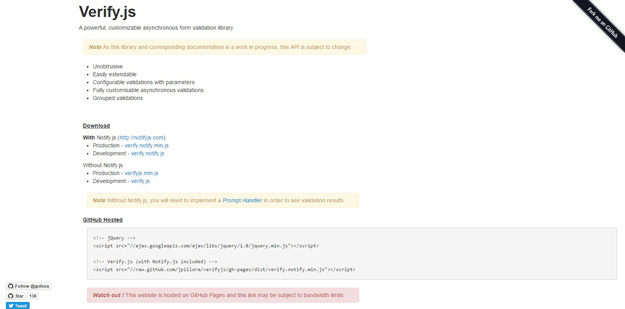 Verify.js
Fork me on GitHub
A powerful, customizable asynchronous form validation library
Note As this library and corresponding documentation is a work in progress, this API is subject to change.
Unobtrusive
Easily extendable
Configurable validations with parameters
Fully customisable asynchronous validations
Grouped validations
Download
With Notify.js (http://notifyjs.com)
Production - verify.notify.min.js
Development - verify.notify.js
Without Notify.js
Production - verifyjs.min.js
Development - verify.js
Note Without Notify.js, you will need to implement a Prompt Handler in order to see validation results.
GitHub Hosted
<!-- jQuery -->
<script src="//ajax.googleapis.com/ajax/libs/jquery/1.8/jquery.min.js"></script>
<!-- Verify.js (with Notify.js included) -->
<script src="//raw.github.com/jpillora/verifyjs/gh-pages/dist/verify.notify.min.js"></script>
Follow @jpillora
Star 138
Watch out ! This website is hosted on GitHub Pages and this link may be subject to bandwidth limits.
Tweet